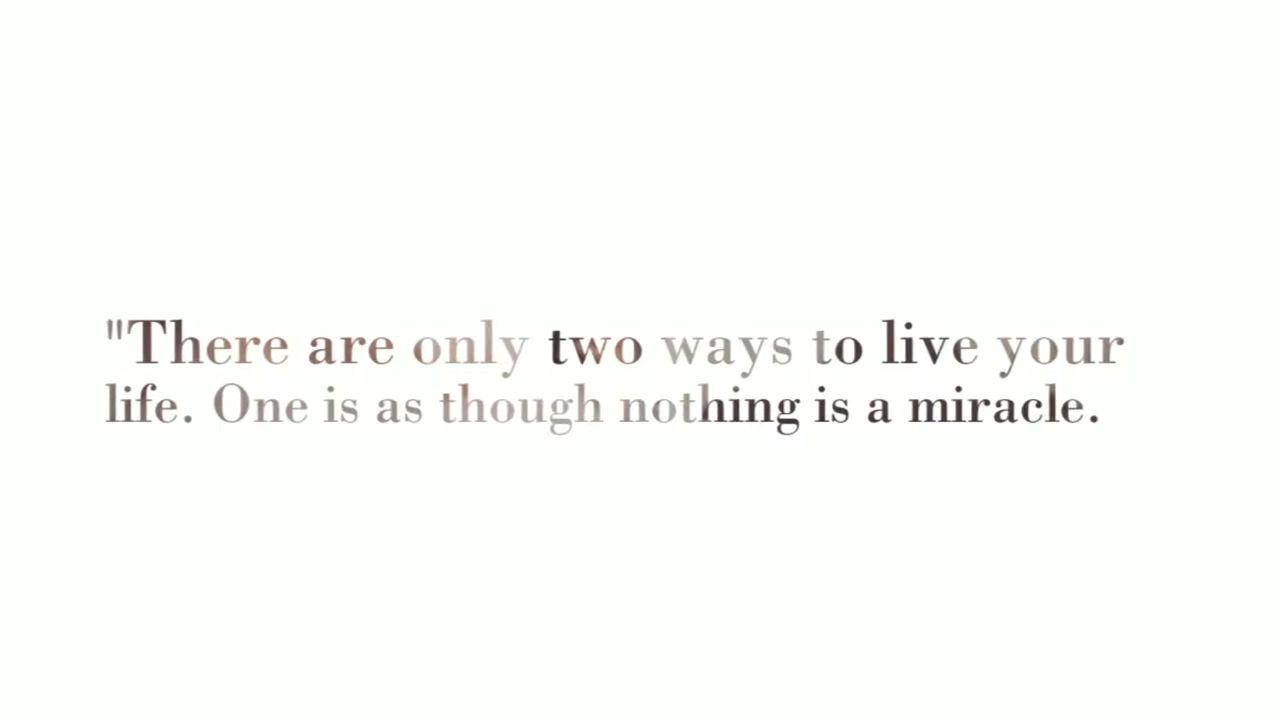 "There are only two ways to live your
life. One is as though nothing is a miracle.